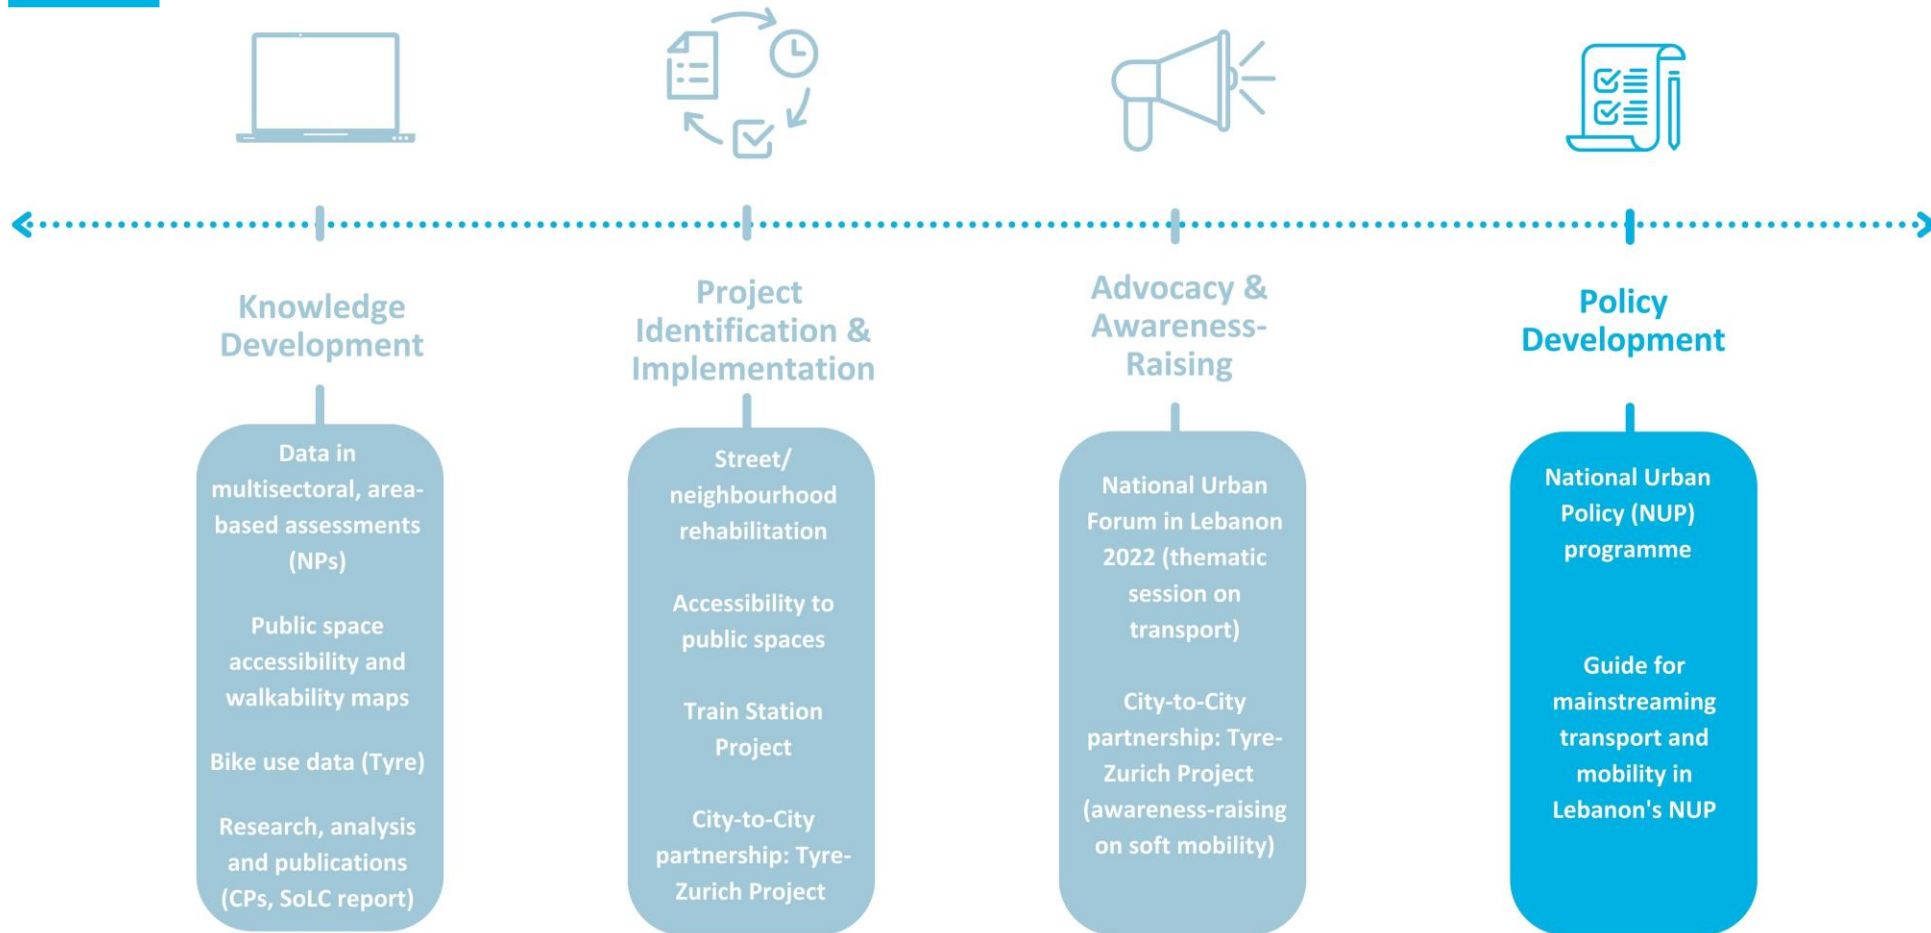 Knowledge
Development
Data in
multisectoral, area-
based assessments
(NPs)
Public space
accessibility and
walkability maps
Bike use data (Tyre)
Research, analysis
and publications
(CPs, SoLC report)
Project
Identification &
Implementation
Street/
neighbourhood
rehabilitation
Accessibility to
public spaces
Train Station
Project
City-to-City
partnership: Tyre-
Zurich Project
Advocacy &
Awareness-
Raising
National Urban
Forum in Lebanon
2022 (thematic
session on
transport)
City-to-City
partnership: Tyre-
Zurich Project
(awareness-raising
on soft mobility)
Policy
Development
National Urban
Policy (NUP)
programme
Guide for
mainstreaming
transport and
mobility in
Lebanon's NUP